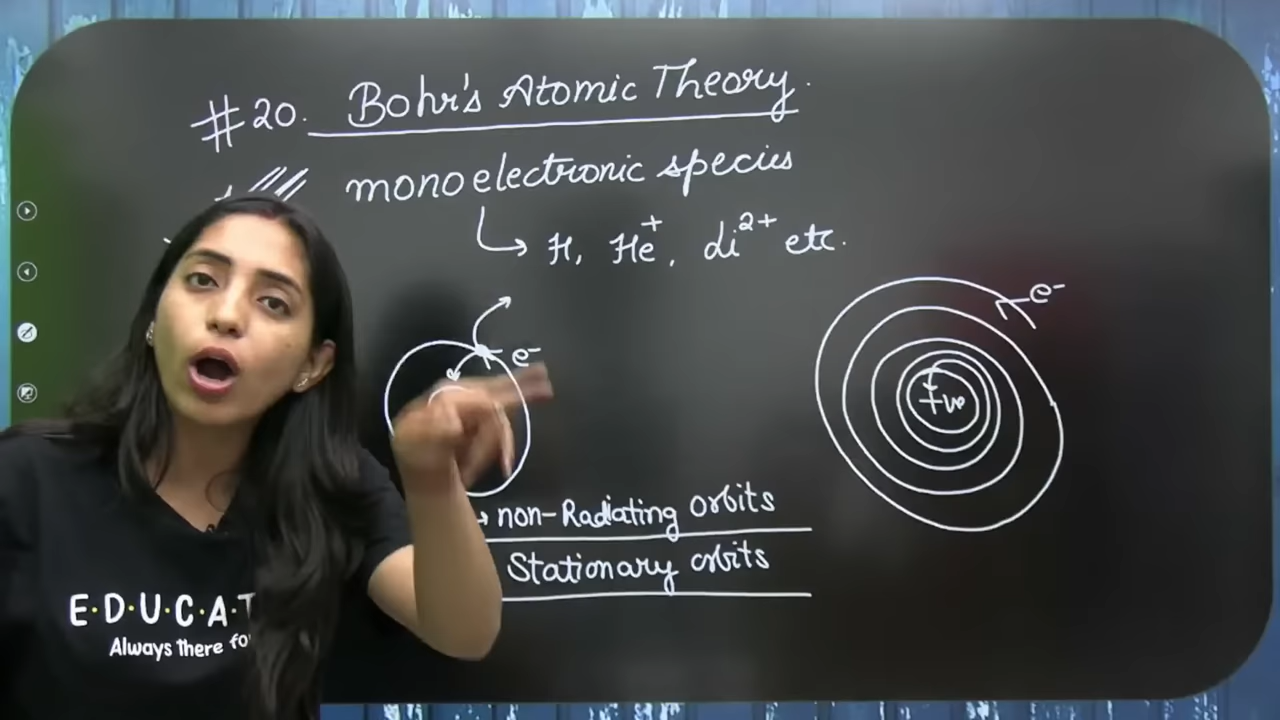 #20. Bohr's Atomic Theory.
monoelectronic species
H, He⁺, Li²⁺ etc.
e⁻
e⁻
+ve
→ non-Radiating orbits
Stationary orbits
E·D·U·C·A·T
Always there fo